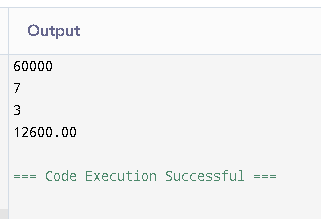 Output
60000
7
3
12600.00
=== Code Execution Successful ===